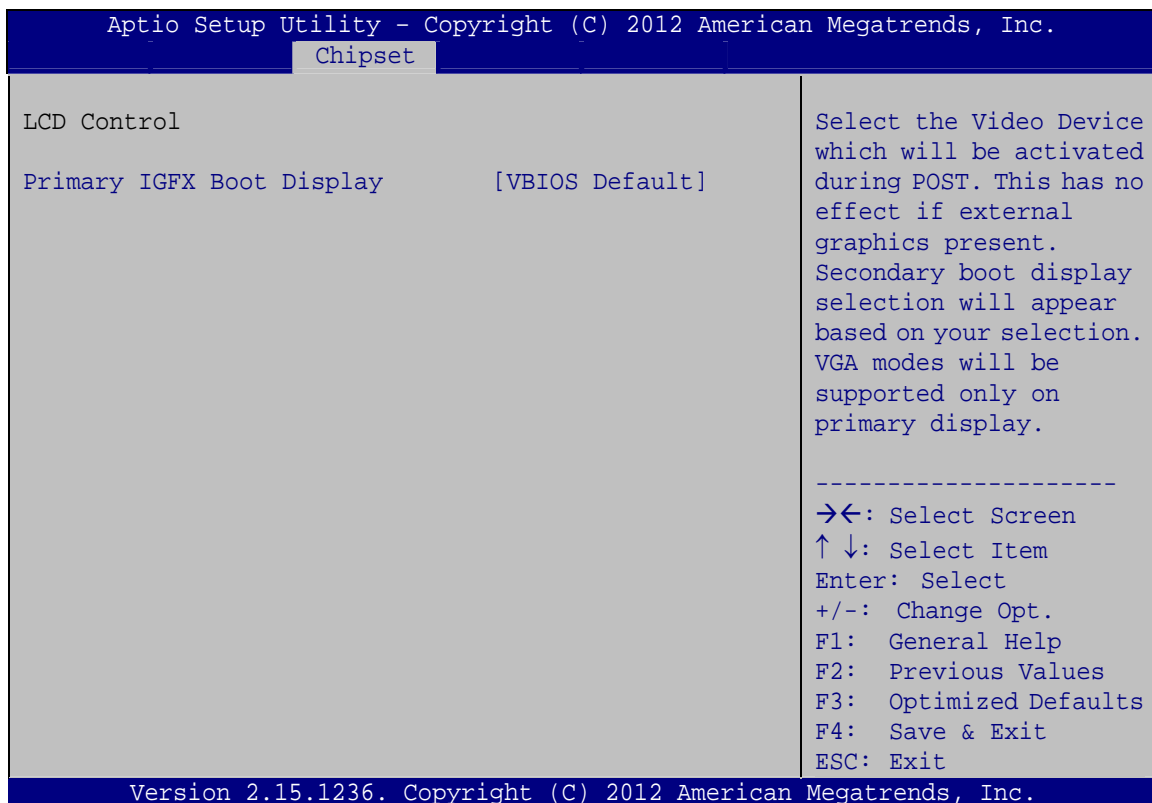 Aptio Setup Utility – Copyright (C) 2012 American Megatrends, Inc.
Chipset
LCD Control
Primary IGFX Boot Display [VBIOS Default]
Select the Video Device
which will be activated
during POST. This has no
effect if external
graphics present.
Secondary boot display
selection will appear
based on your selection.
VGA modes will be
supported only on
primary display.
---------------------
→←: Select Screen
↑ ↓: Select Item
Enter: Select
+/-: Change Opt.
F1: General Help
F2: Previous Values
F3: Optimized Defaults
F4: Save & Exit
ESC: Exit
Version 2.15.1236. Copyright (C) 2012 American Megatrends, Inc.